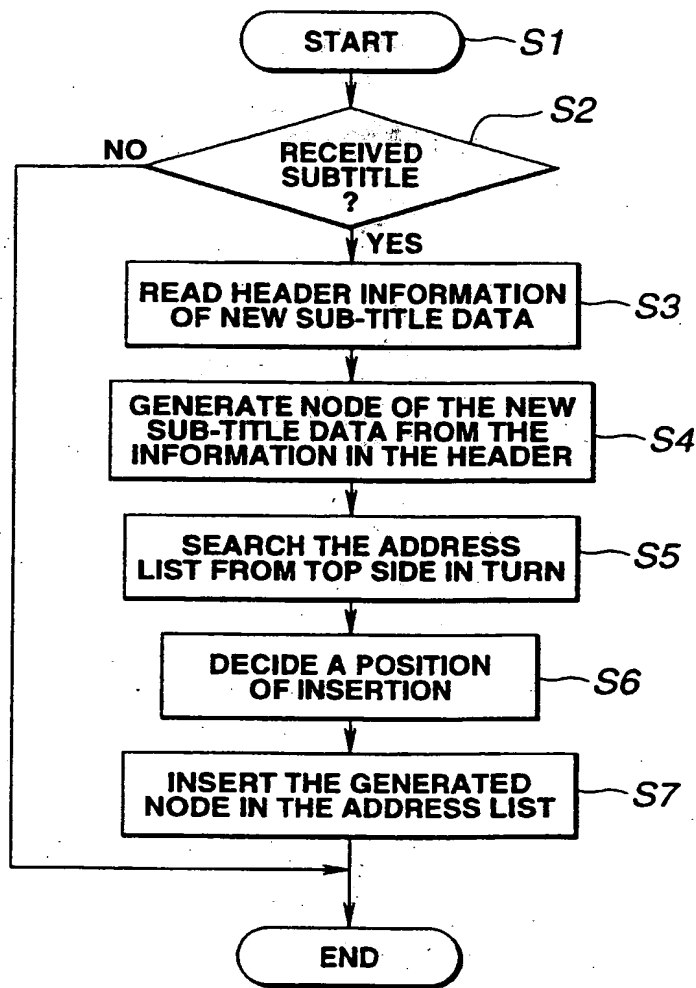 START
S1
S2
NO
RECEIVED
SUBTITLE
?
YES
READ HEADER INFORMATION
OF NEW SUB-TITLE DATA
S3
GENERATE NODE OF THE NEW
SUB-TITLE DATA FROM THE
INFORMATION IN THE HEADER
S4
SEARCH THE ADDRESS
LIST FROM TOP SIDE IN TURN
S5
DECIDE A POSITION
OF INSERTION
S6
INSERT THE GENERATED
NODE IN THE ADDRESS LIST
S7
END